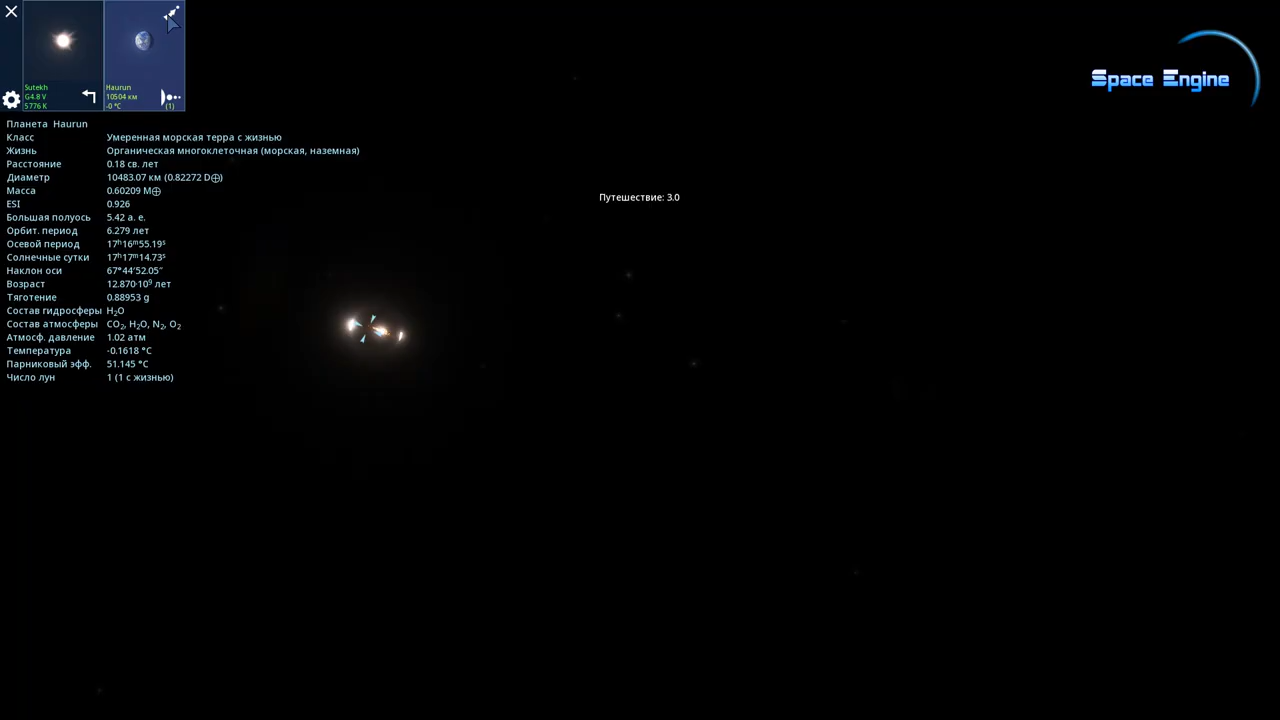 Sutekh
G4.8 V
5776 K
Haurun
10504 км
-0 °C
(1)
Space Engine
Планета Haurun
Класс Умеренная морская терра с жизнью
Жизнь Органическая многоклеточная (морская, наземная)
Расстояние 0.18 св. лет
Диаметр 10483.07 км (0.82272 D⊕)
Масса 0.60209 M⊕
ESI 0.926
Большая полуось 5.42 а. е.
Орбит. период 6.279 лет
Осевой период 17ʰ16ᵐ55.19ˢ
Солнечные сутки 17ʰ17ᵐ14.73ˢ
Наклон оси 67°44′52.05″
Возраст 12.870·10⁹ лет
Тяготение 0.88953 g
Состав гидросферы H₂O
Состав атмосферы CO₂, H₂O, N₂, O₂
Атмосф. давление 1.02 атм
Температура -0.1618 °C
Парниковый эфф. 51.145 °C
Число лун 1 (1 с жизнью)
Путешествие: 3.0